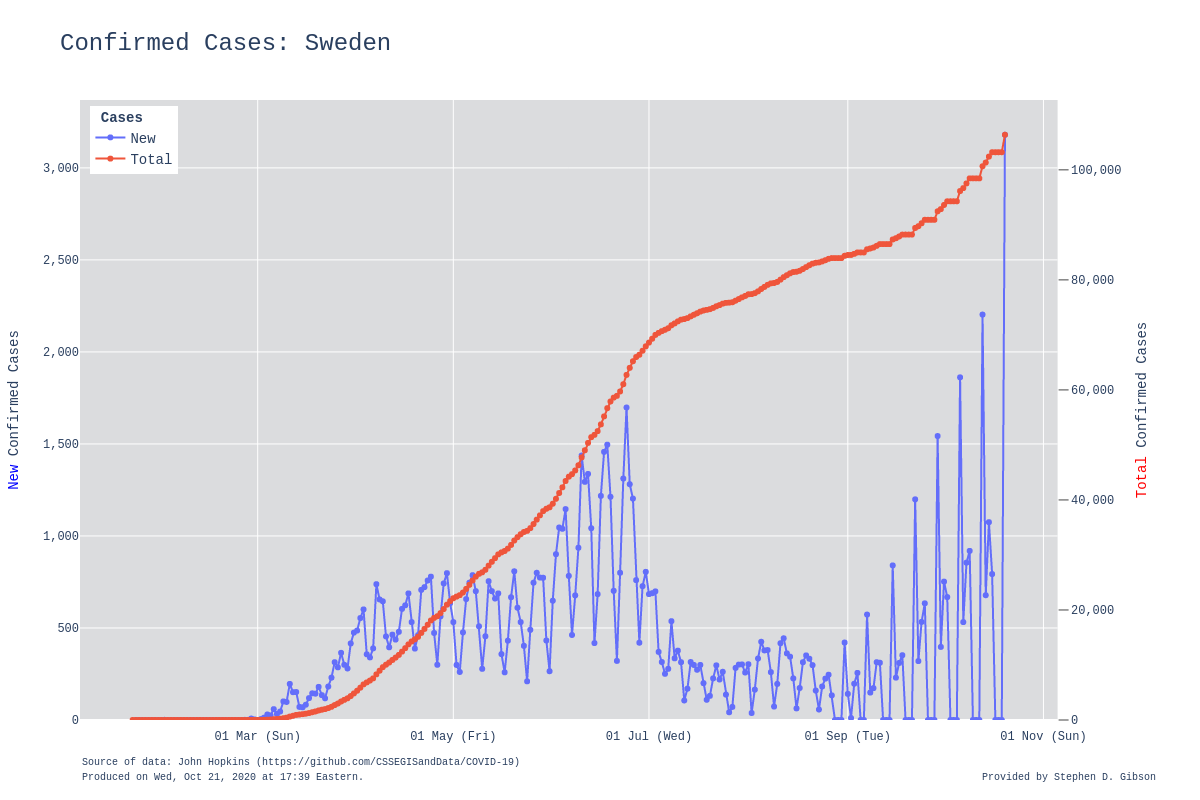 Confirmed Cases: Sweden
Cases
New
Total
3,000
2,500
2,000
1,500
1,000
500
0
100,000
80,000
60,000
40,000
20,000
0
New Confirmed Cases
Total Confirmed Cases
01 Mar (Sun)
01 May (Fri)
01 Jul (Wed)
01 Sep (Tue)
01 Nov (Sun)
Source of data: John Hopkins (https://github.com/CSSEGISandData/COVID-19)
Produced on Wed, Oct 21, 2020 at 17:39 Eastern.
Provided by Stephen D. Gibson